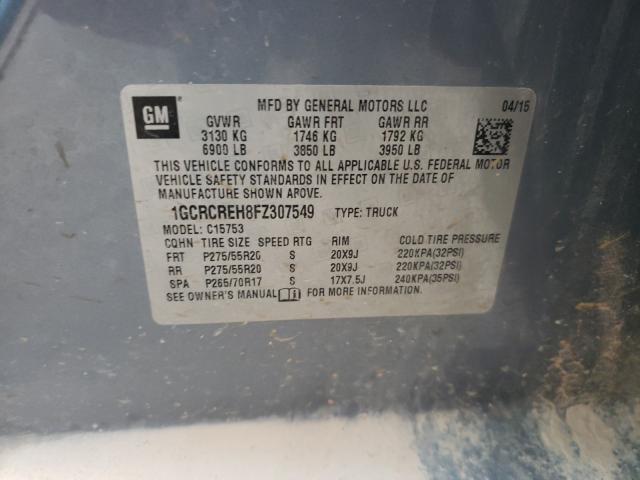 GM
MFD BY GENERAL MOTORS LLC 04/15
GVWR GAWR FRT GAWR RR
3130 KG 1746 KG 1792 KG
6900 LB 3850 LB 3950 LB
THIS VEHICLE CONFORMS TO ALL APPLICABLE U.S. FEDERAL MOTOR
VEHICLE SAFETY STANDARDS IN EFFECT ON THE DATE OF
MANUFACTURE SHOWN ABOVE.
1GCRCREH8FZ307549 TYPE: TRUCK
MODEL: C15753
CQHN TIRE SIZE SPEED RTG RIM COLD TIRE PRESSURE
FRT P275/55R20 S 20X9J 220KPA(32PSI)
RR P275/55R20 S 20X9J 220KPA(32PSI)
SPA P265/70R17 S 17X7.5J 240KPA(35PSI)
SEE OWNER'S MANUAL FOR MORE INFORMATION.